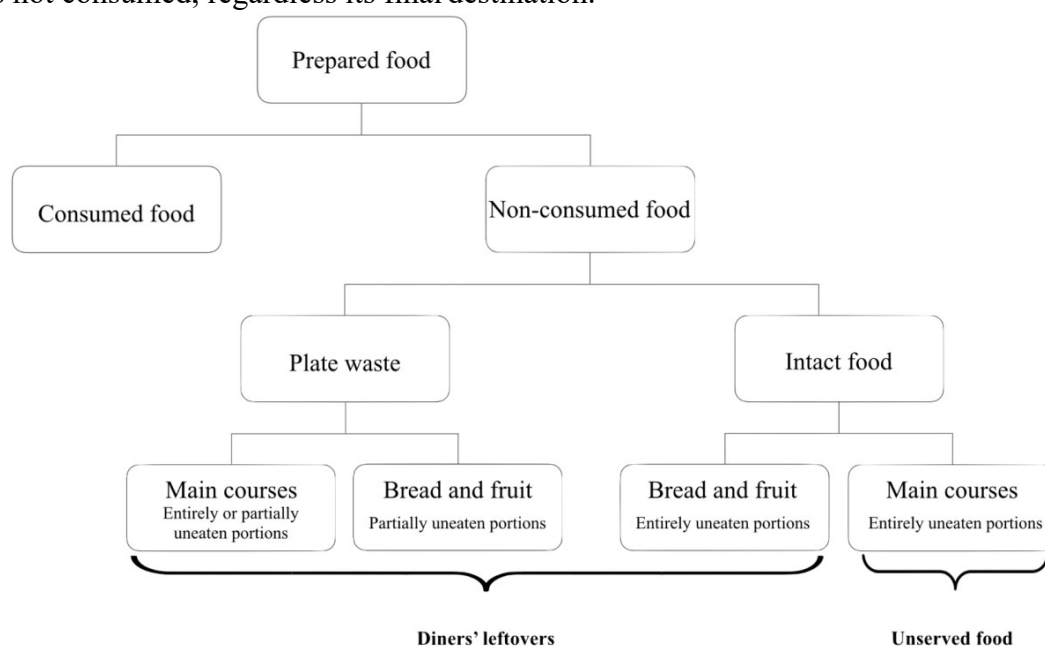 s not consumed, regardless its final destination.
Prepared food
Consumed food
Non-consumed food
Plate waste
Intact food
Main courses
Entirely or partially
uneaten portions
Bread and fruit
Partially uneaten portions
Bread and fruit
Entirely uneaten portions
Main courses
Entirely uneaten portions
Diners’ leftovers
Unserved food